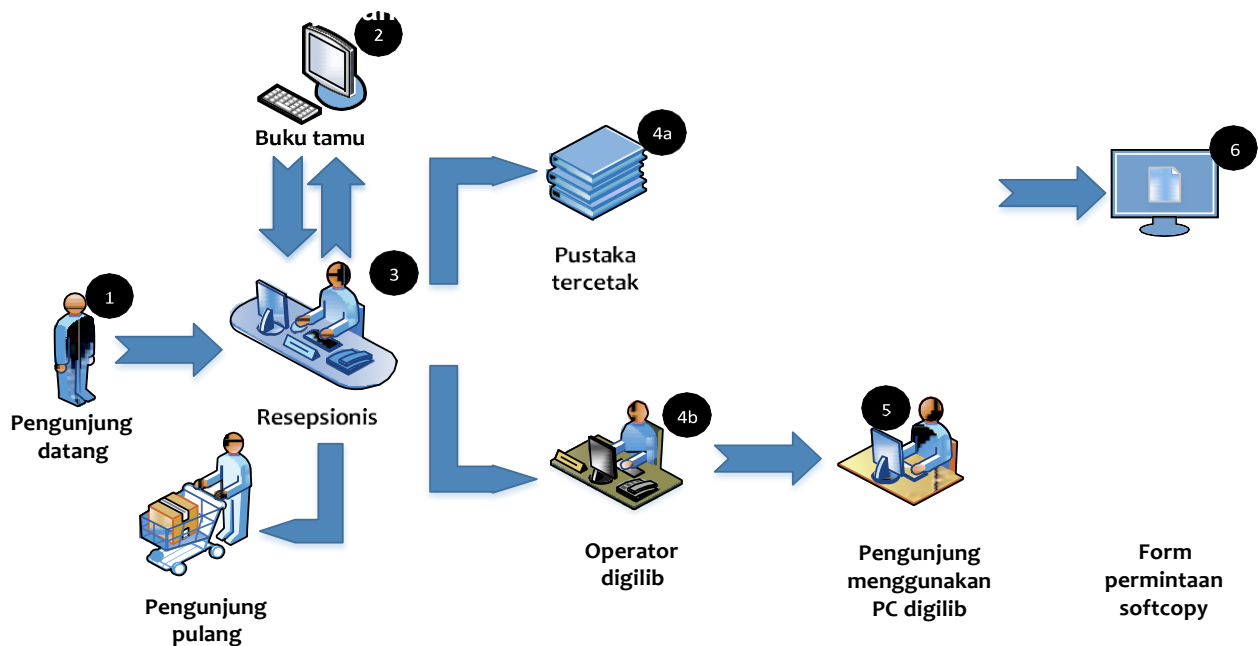 2
Buku tamu
4a
6
Pustaka
tercetak
3
1
Pengunjung
datang
Resepsionis
4b
5
Pengunjung
pulang
Operator
digilib
Pengunjung
menggunakan
PC digilib
Form
permintaan
softcopy